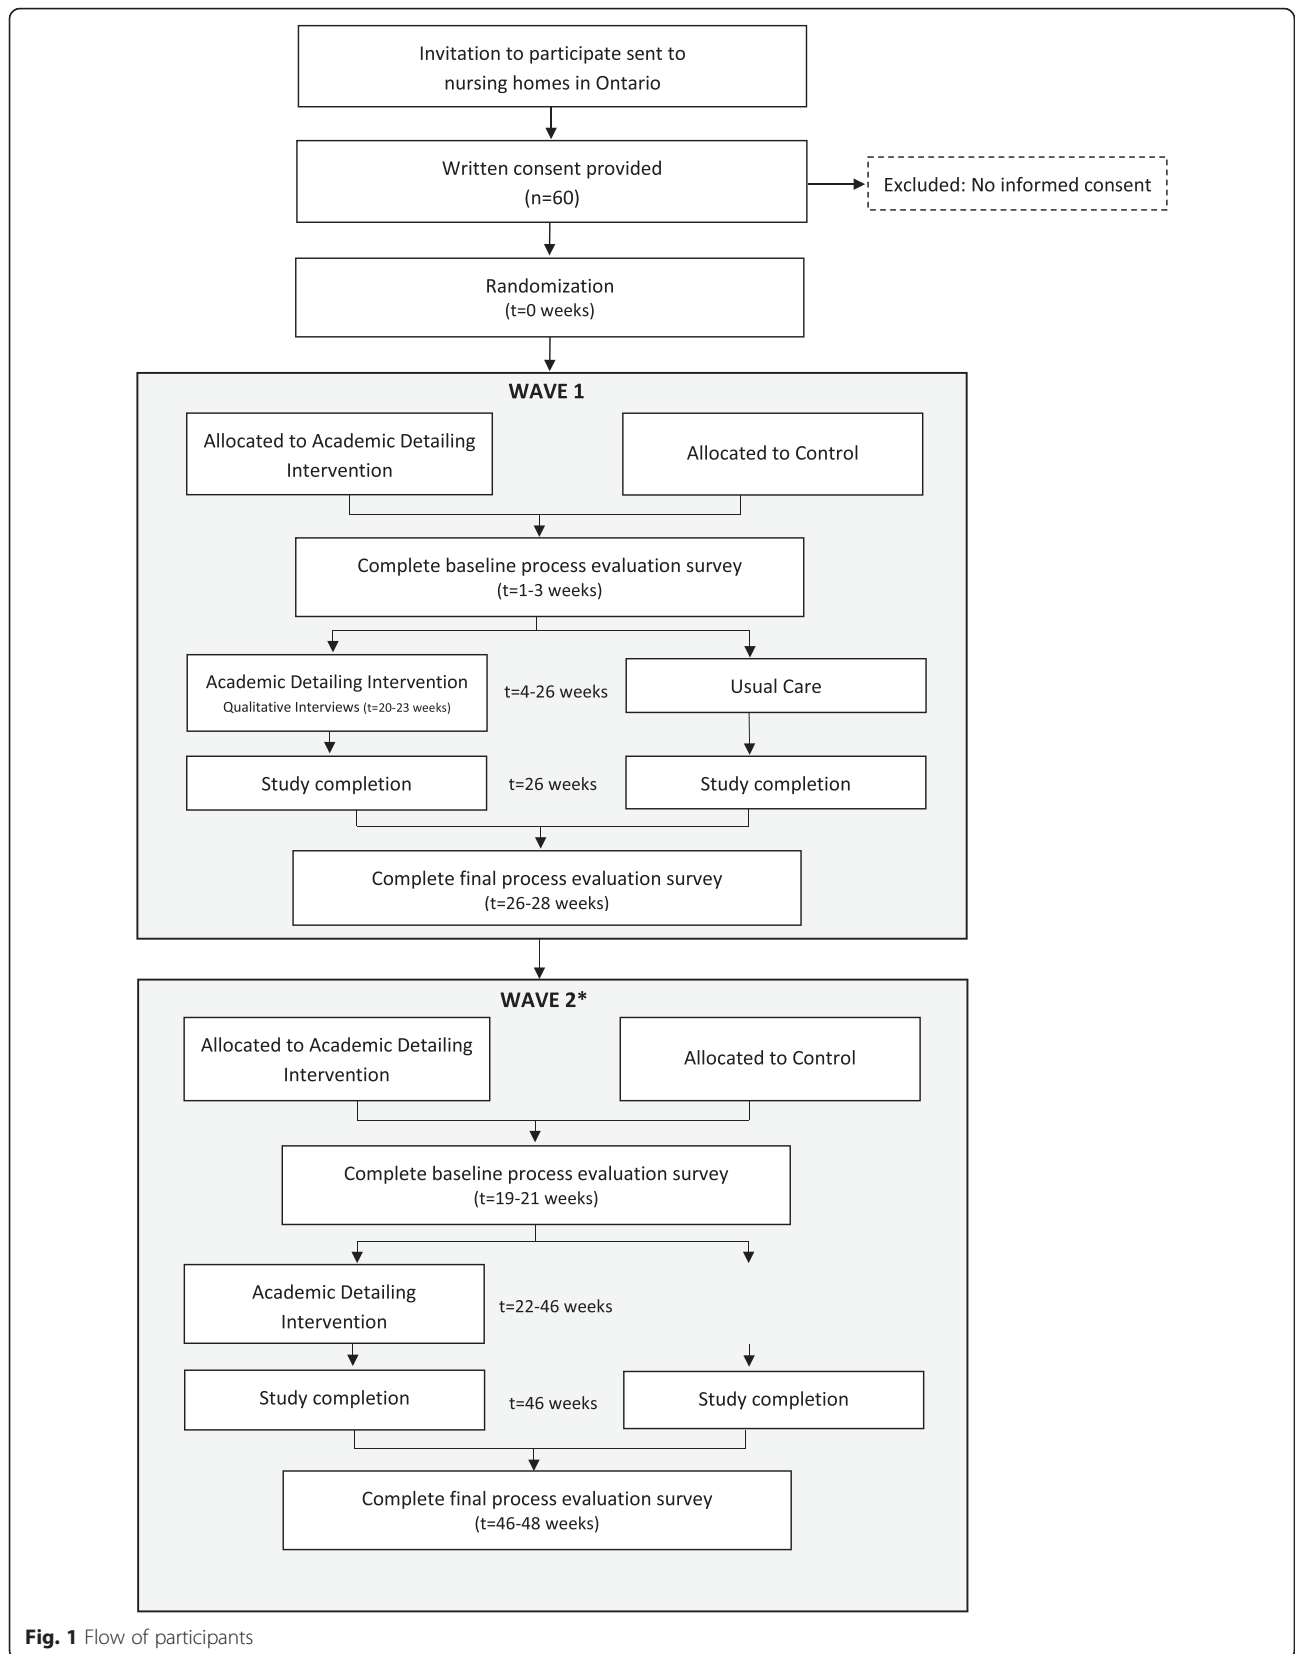 Invitation to participate sent to
nursing homes in Ontario
Written consent provided
(n=60)
Excluded: No informed consent
Randomization
(t=0 weeks)
WAVE 1
Allocated to Academic Detailing
Intervention
Allocated to Control
Complete baseline process evaluation survey
(t=1-3 weeks)
Academic Detailing Intervention
Qualitative Interviews (t=20-23 weeks)
t=4-26 weeks
Usual Care
Study completion
t=26 weeks
Study completion
Complete final process evaluation survey
(t=26-28 weeks)
WAVE 2*
Allocated to Academic Detailing
Intervention
Allocated to Control
Complete baseline process evaluation survey
(t=19-21 weeks)
Academic Detailing
Intervention
t=22-46 weeks
Study completion
t=46 weeks
Study completion
Complete final process evaluation survey
(t=46-48 weeks)
Fig. 1 Flow of participants